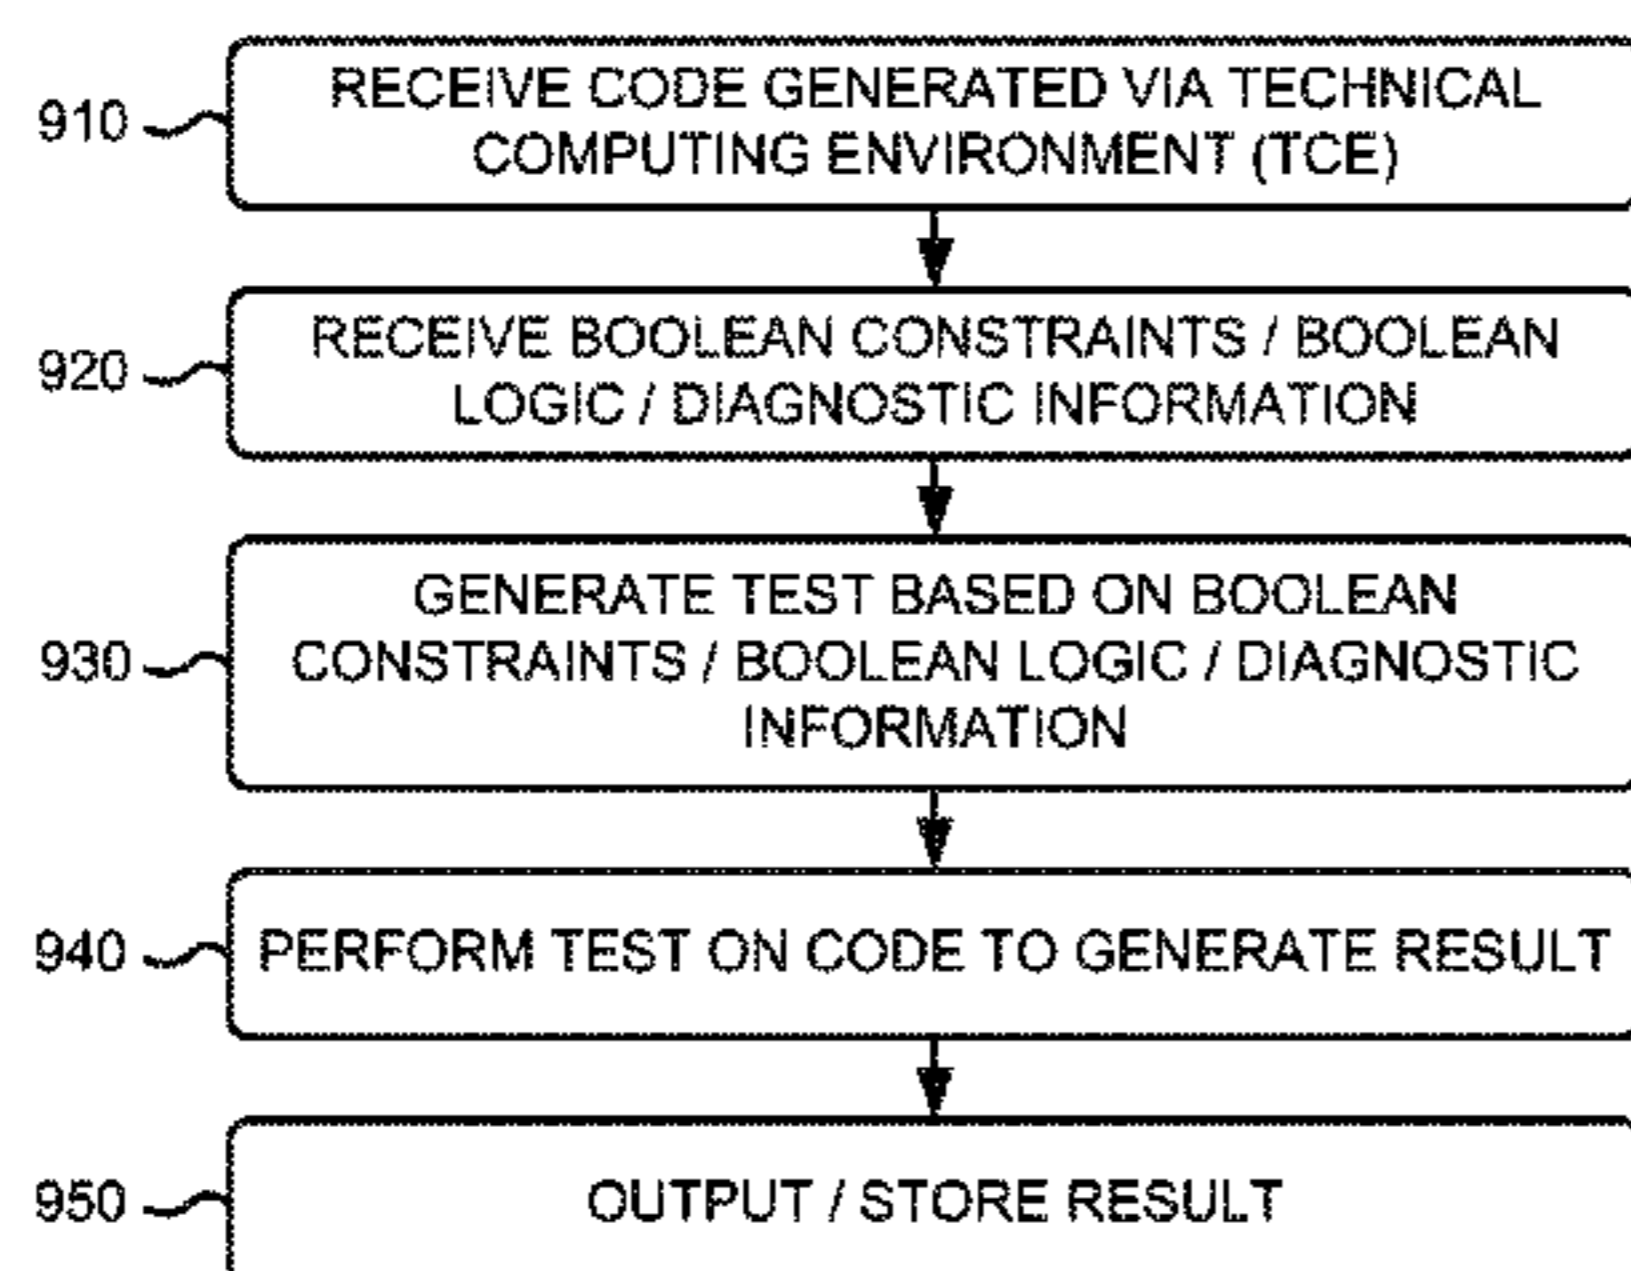 910
RECEIVE CODE GENERATED VIA TECHNICAL
COMPUTING ENVIRONMENT (TCE)
920
RECEIVE BOOLEAN CONSTRAINTS / BOOLEAN
LOGIC / DIAGNOSTIC INFORMATION
930
GENERATE TEST BASED ON BOOLEAN
CONSTRAINTS / BOOLEAN LOGIC / DIAGNOSTIC
INFORMATION
940
PERFORM TEST ON CODE TO GENERATE RESULT
950
OUTPUT / STORE RESULT